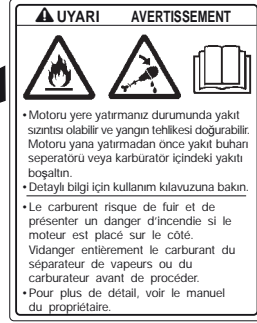 UYARI AVERTISSEMENT
• Motoru yere yatırmanız durumunda yakıt
sızıntısı olabilir ve yangın tehlikesi doğurabilir.
Motoru yana yatırmadan önce yakıt buharı
seperatörü veya karbüratör içindeki yakıtı
boşaltın.
• Detaylı bilgi için kullanım kılavuzuna bakın.
• Le carburent risque de fuir et de
présenter un danger d'incendie si le
moteur est placé sur le côté.
Vidanger entièrement le carburant du
séparateur de vapeurs ou du
carburateur avant de procéder.
• Pour plus de détail, voir le manuel
du propriétaire.